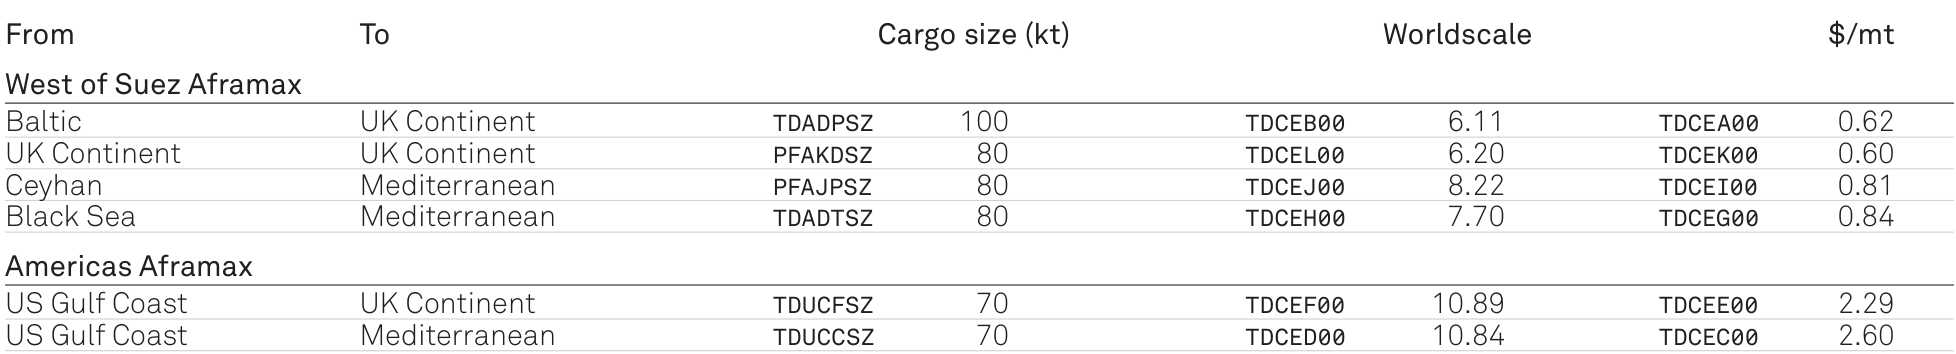 From To Cargo size (kt) Worldscale $/mt
West of Suez Aframax
Baltic UK Continent TDADPSZ 100 TDCEB00 6.11 TDCEA00 0.62
UK Continent UK Continent PFAKDSZ 80 TDCEL00 6.20 TDCEK00 0.60
Ceyhan Mediterranean PFAJPSZ 80 TDCEJ00 8.22 TDCEI00 0.81
Black Sea Mediterranean TDADTSZ 80 TDCEH00 7.70 TDCEG00 0.84
Americas Aframax
US Gulf Coast UK Continent TDUCFSZ 70 TDCEF00 10.89 TDCEE00 2.29
US Gulf Coast Mediterranean TDUCCSZ 70 TDCED00 10.84 TDCEC00 2.60